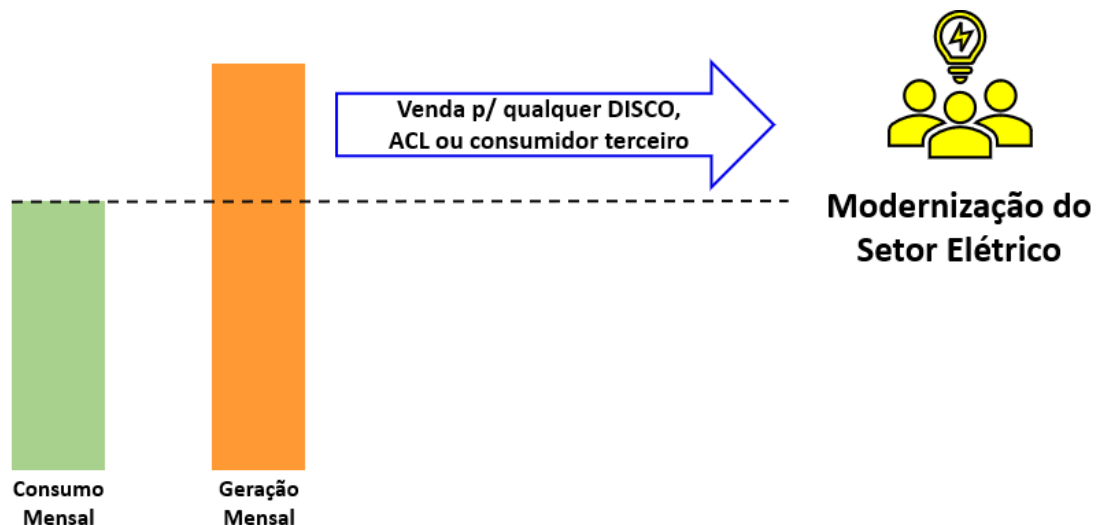 Venda p/ qualquer DISCO,
ACL ou consumidor terceiro
Modernização do
Setor Elétrico
Consumo
Mensal
Geração
Mensal